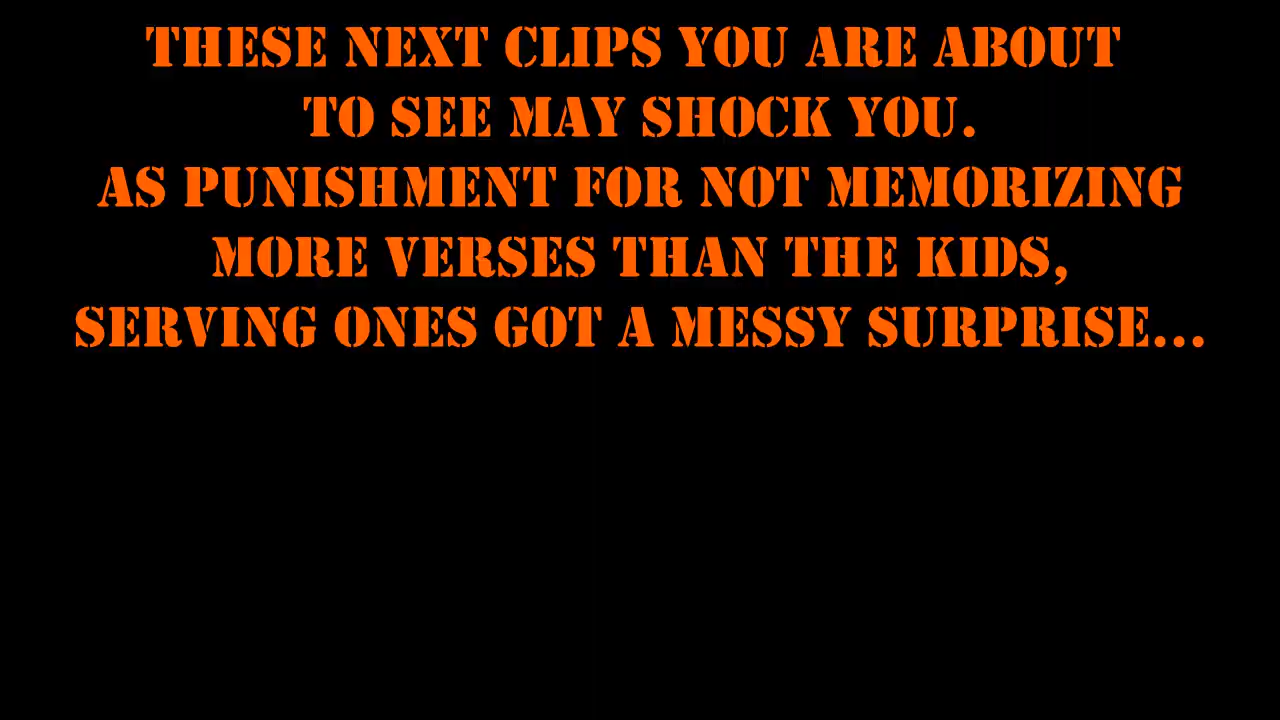 THESE NEXT CLIPS YOU ARE ABOUT
TO SEE MAY SHOCK YOU.
AS PUNISHMENT FOR NOT MEMORIZING
MORE VERSES THAN THE KIDS,
SERVING ONES GOT A MESSY SURPRISE...